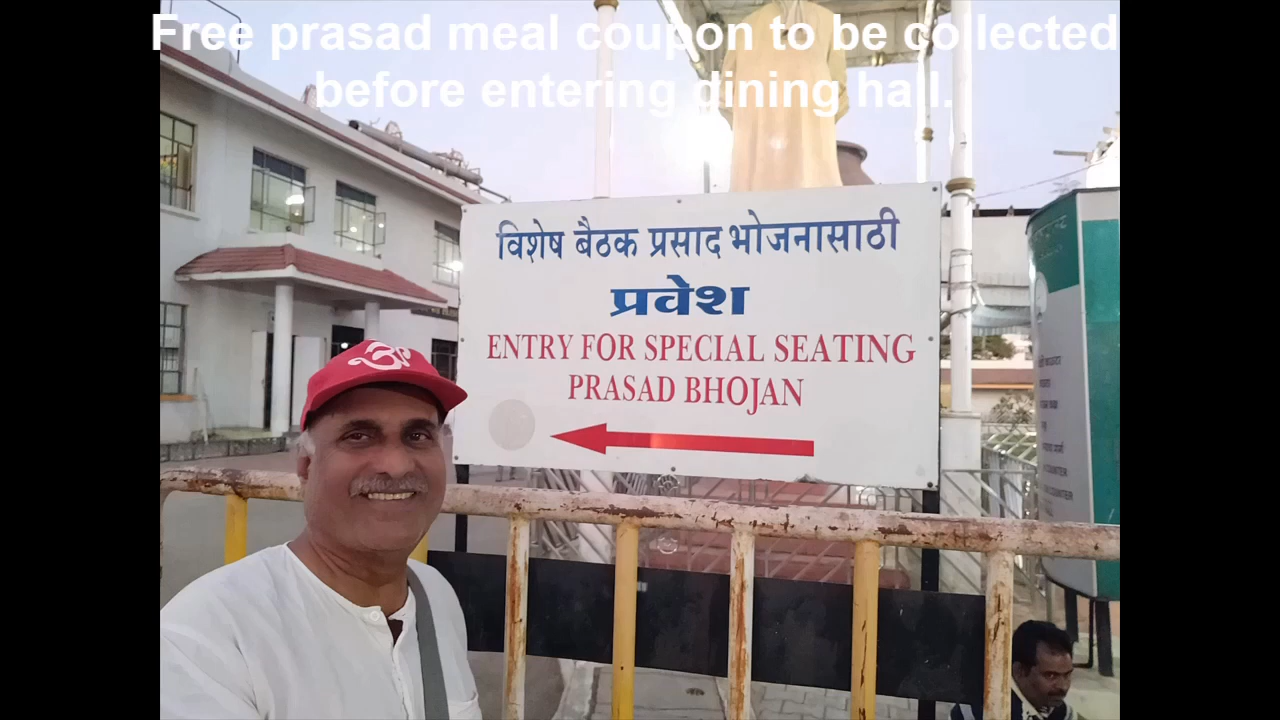 Free prasad meal coupon to be collected
before entering dining hall.
विशेष बैठक प्रसाद भोजनासाठी
प्रवेश
ENTRY FOR SPECIAL SEATING
PRASAD BHOJAN
ॐ